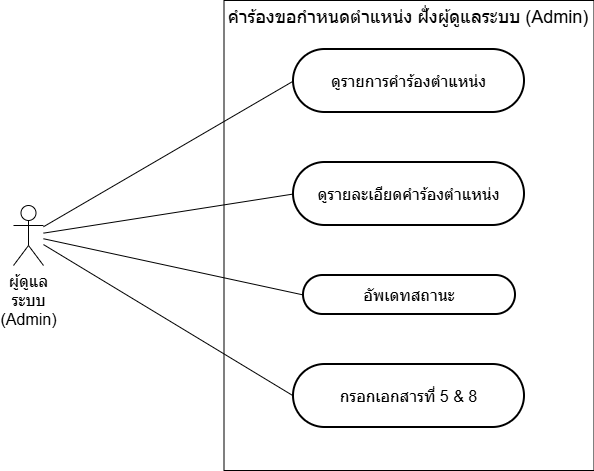 คำร้องขอกำหนดตำแหน่ง ฝั่งผู้ดูแลระบบ (Admin)
ดูรายการคำร้องตำแหน่ง
ดูรายละเอียดคำร้องตำแหน่ง
ผู้ดูแล
ระบบ
(Admin)
อัพเดทสถานะ
กรอกเอกสารที่ 5 & 8